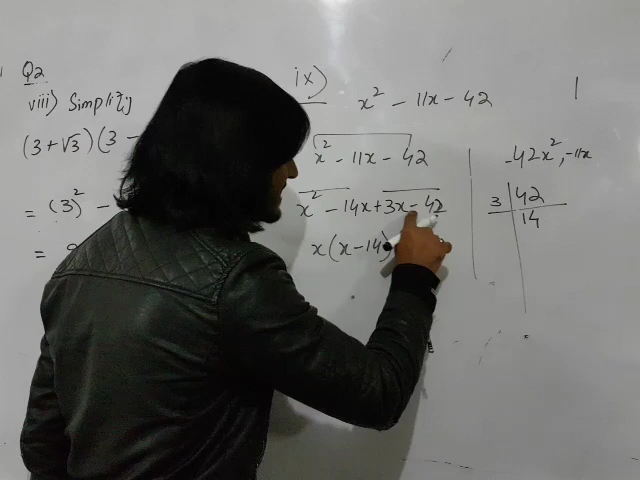 Q2
viii) Simplify
(3+√3)(3 -
= (3)² -
=
ix)
x² - 11x - 42
x² - 11x - 42
x² - 14x + 3x - 42
x(x-14)
-42x², -11x
3 | 42
14